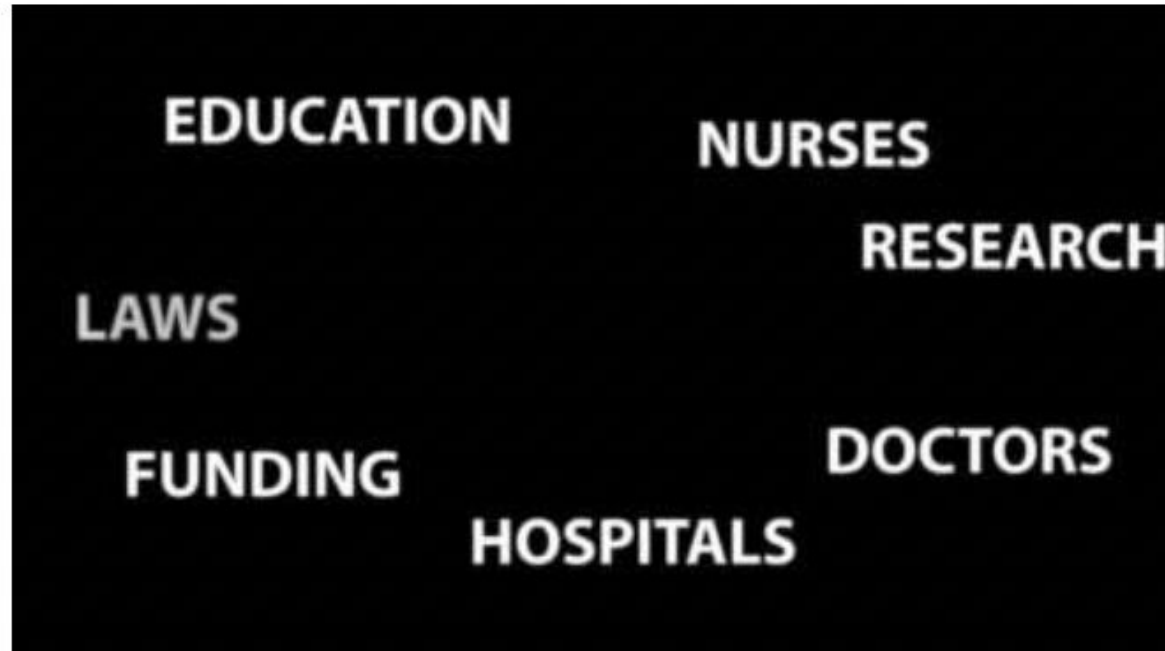 EDUCATION
NURSES
RESEARCH
LAWS
DOCTORS
FUNDING
HOSPITALS